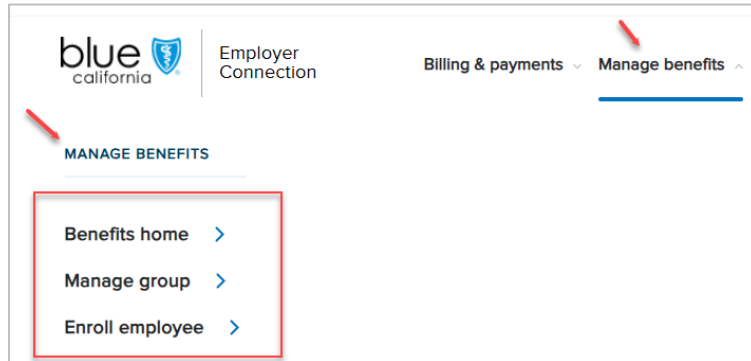 blue
california
Employer
Connection
Billing & payments
Manage benefits
MANAGE BENEFITS
Benefits home
Manage group
Enroll employee